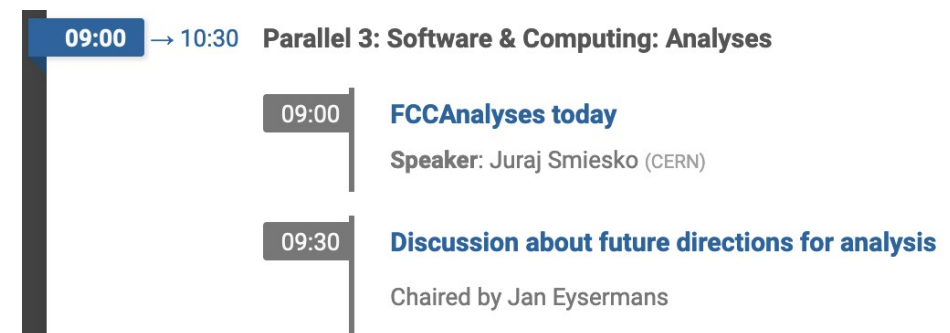 09:00 → 10:30 Parallel 3: Software & Computing: Analyses
09:00 FCCAnalyses today
Speaker: Juraj Smiesko (CERN)
09:30 Discussion about future directions for analysis
Chaired by Jan Eysermans